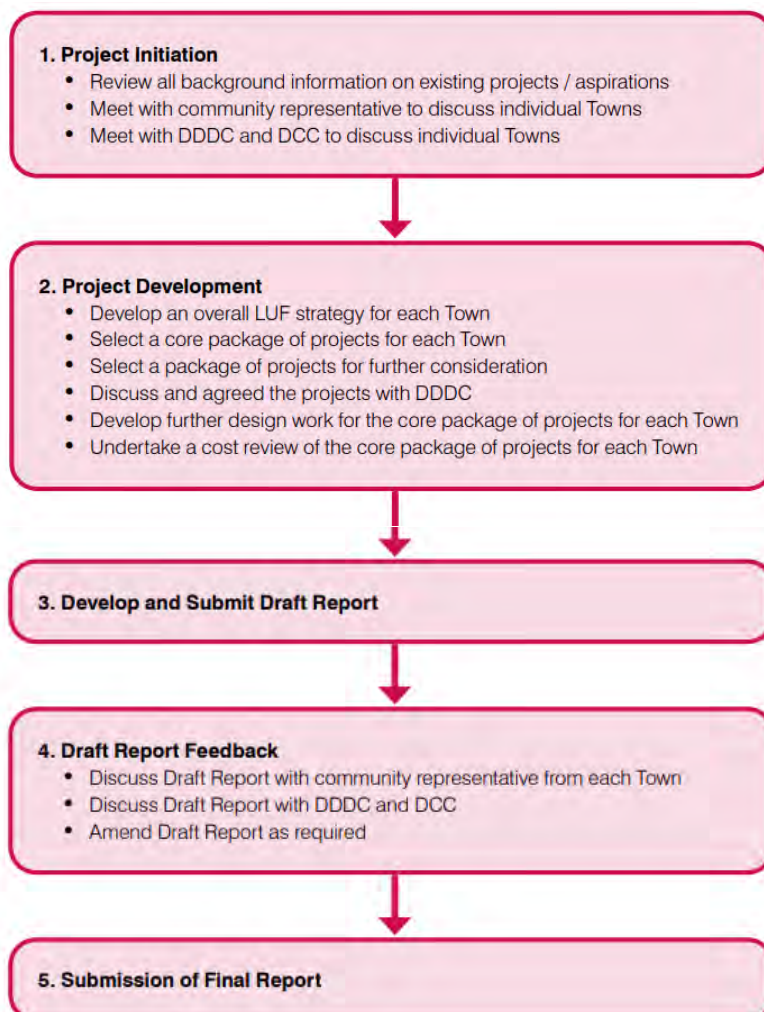 1. Project Initiation
• Review all background information on existing projects / aspirations
• Meet with community representative to discuss individual Towns
• Meet with DDDC and DCC to discuss individual Towns
2. Project Development
• Develop an overall LUF strategy for each Town
• Select a core package of projects for each Town
• Select a package of projects for further consideration
• Discuss and agreed the projects with DDDC
• Develop further design work for the core package of projects for each Town
• Undertake a cost review of the core package of projects for each Town
3. Develop and Submit Draft Report
4. Draft Report Feedback
• Discuss Draft Report with community representative from each Town
• Discuss Draft Report with DDDC and DCC
• Amend Draft Report as required
5. Submission of Final Report